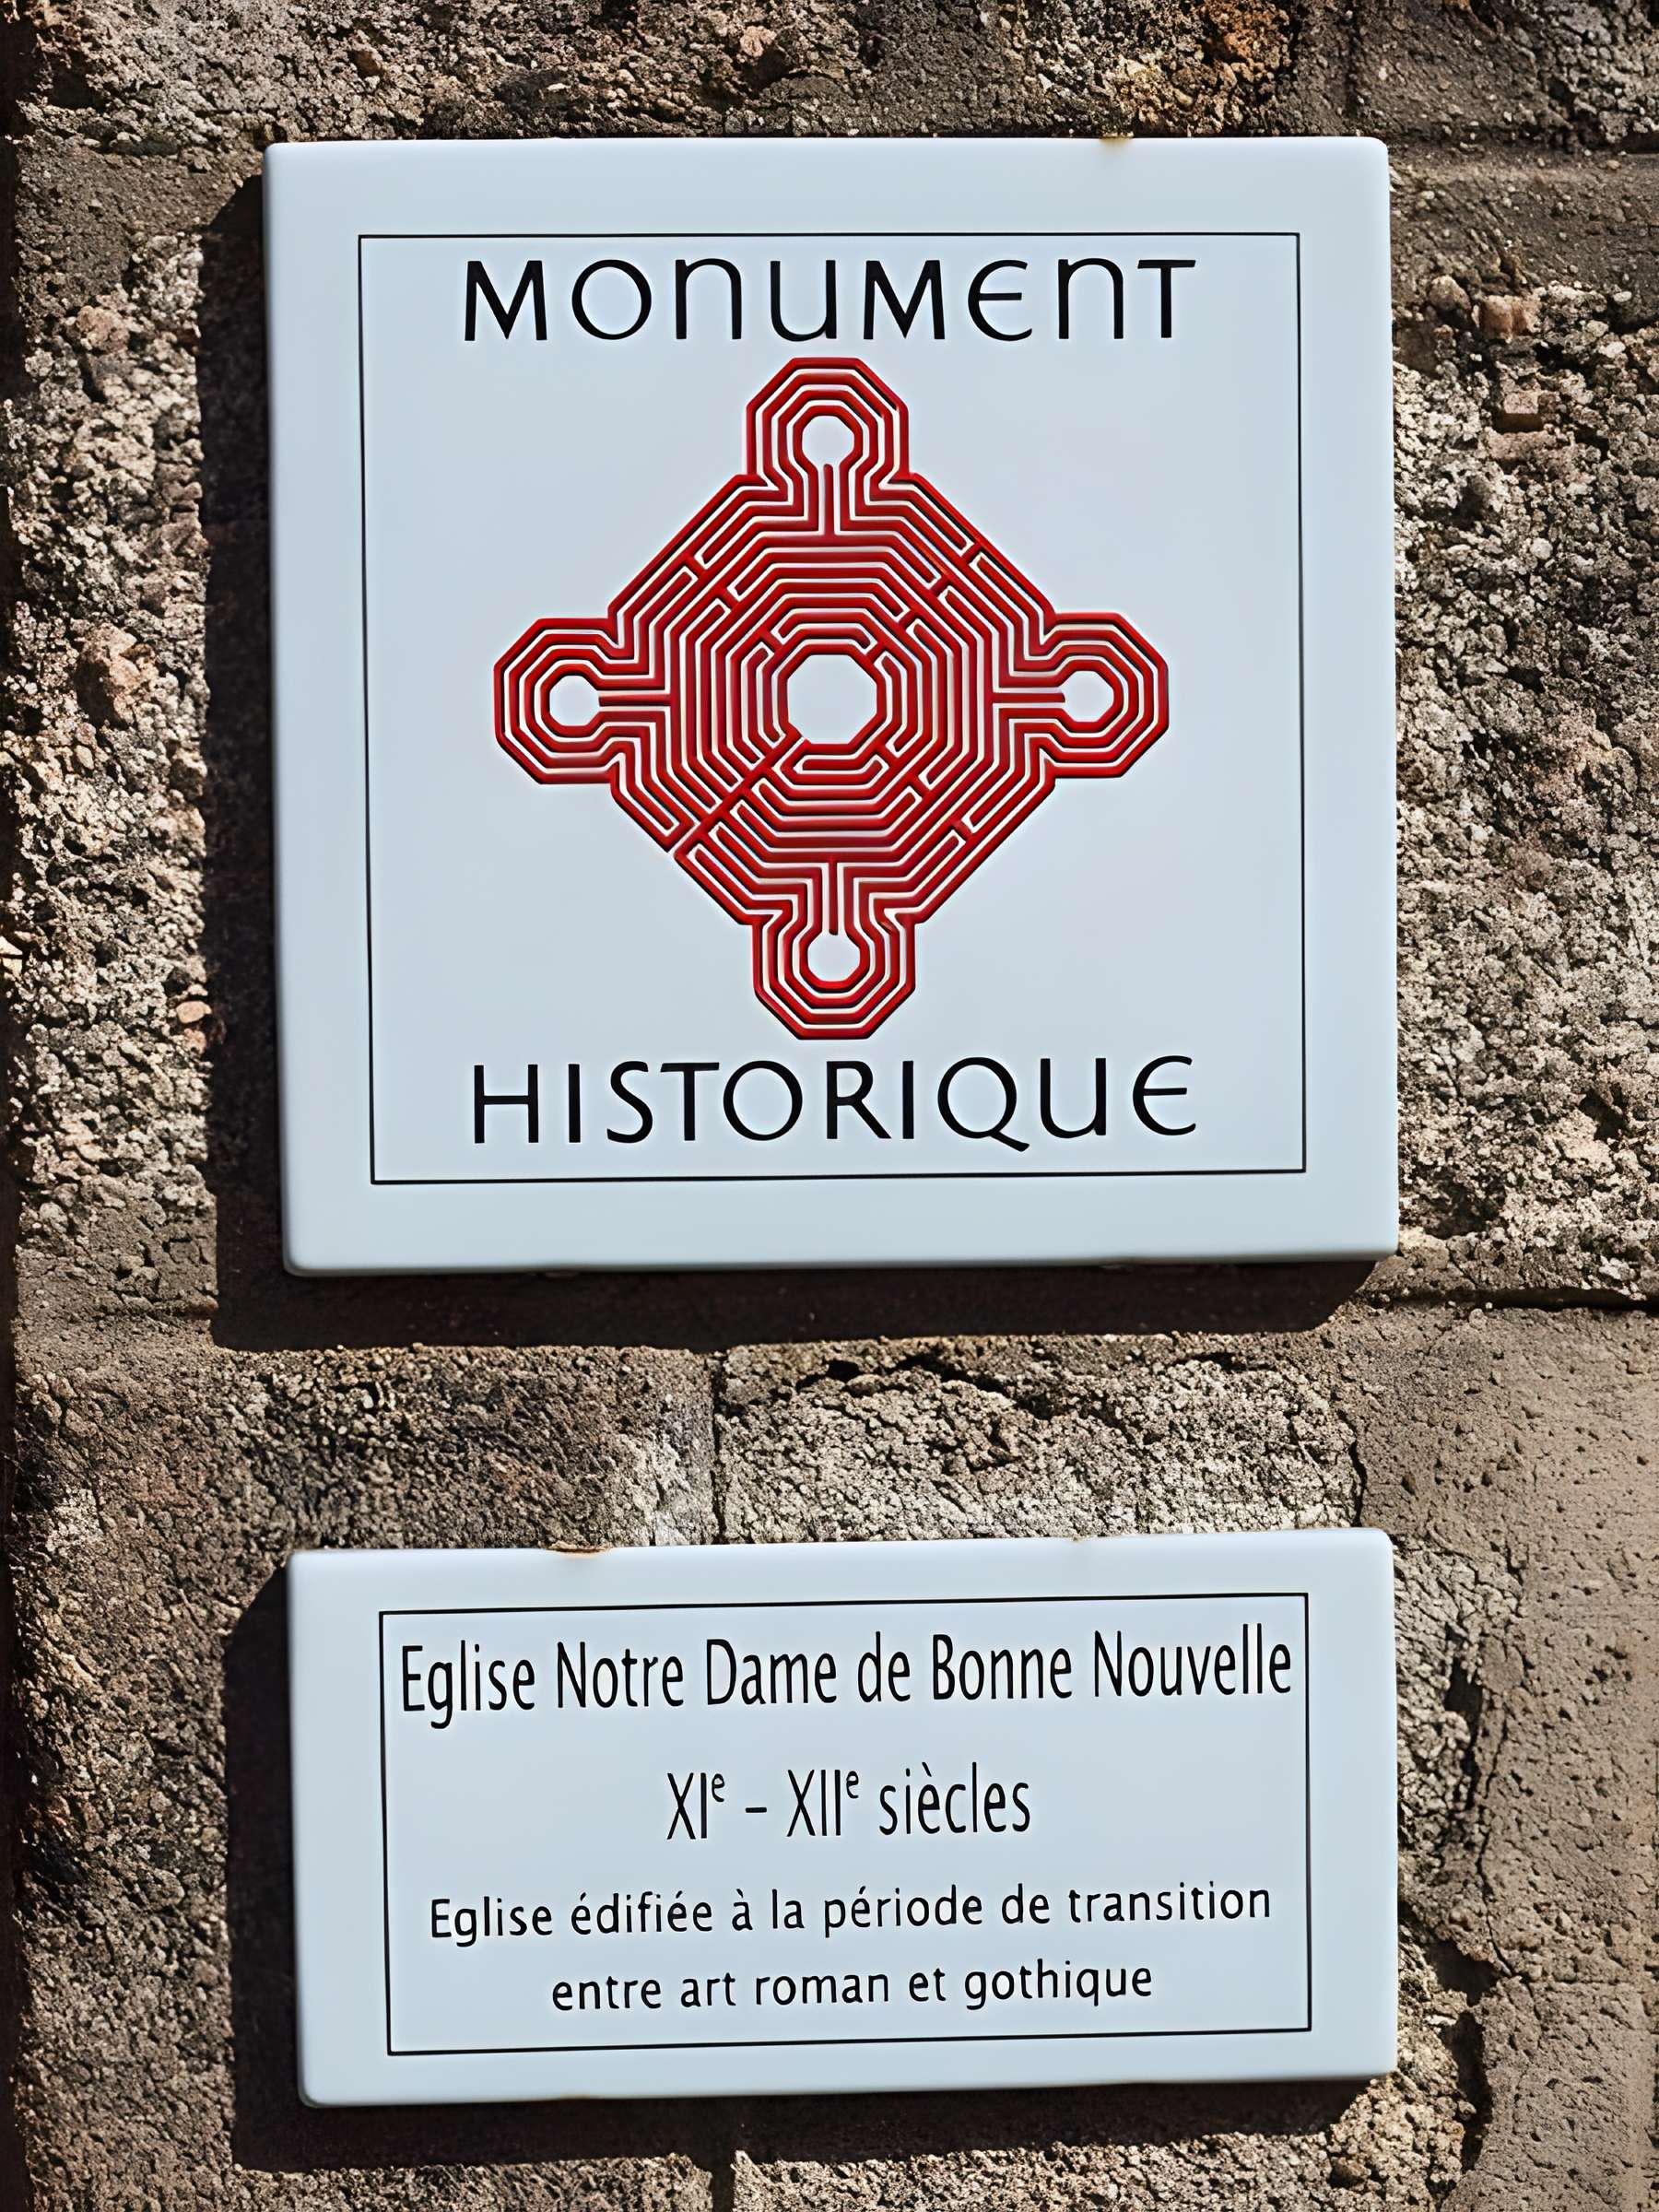 MONUMENT
HISTORIQUE
Eglise Notre Dame de Bonne Nouvelle
XIᵉ – XIIᵉ siècles
Eglise édifiée à la période de transition
entre art roman et gothique